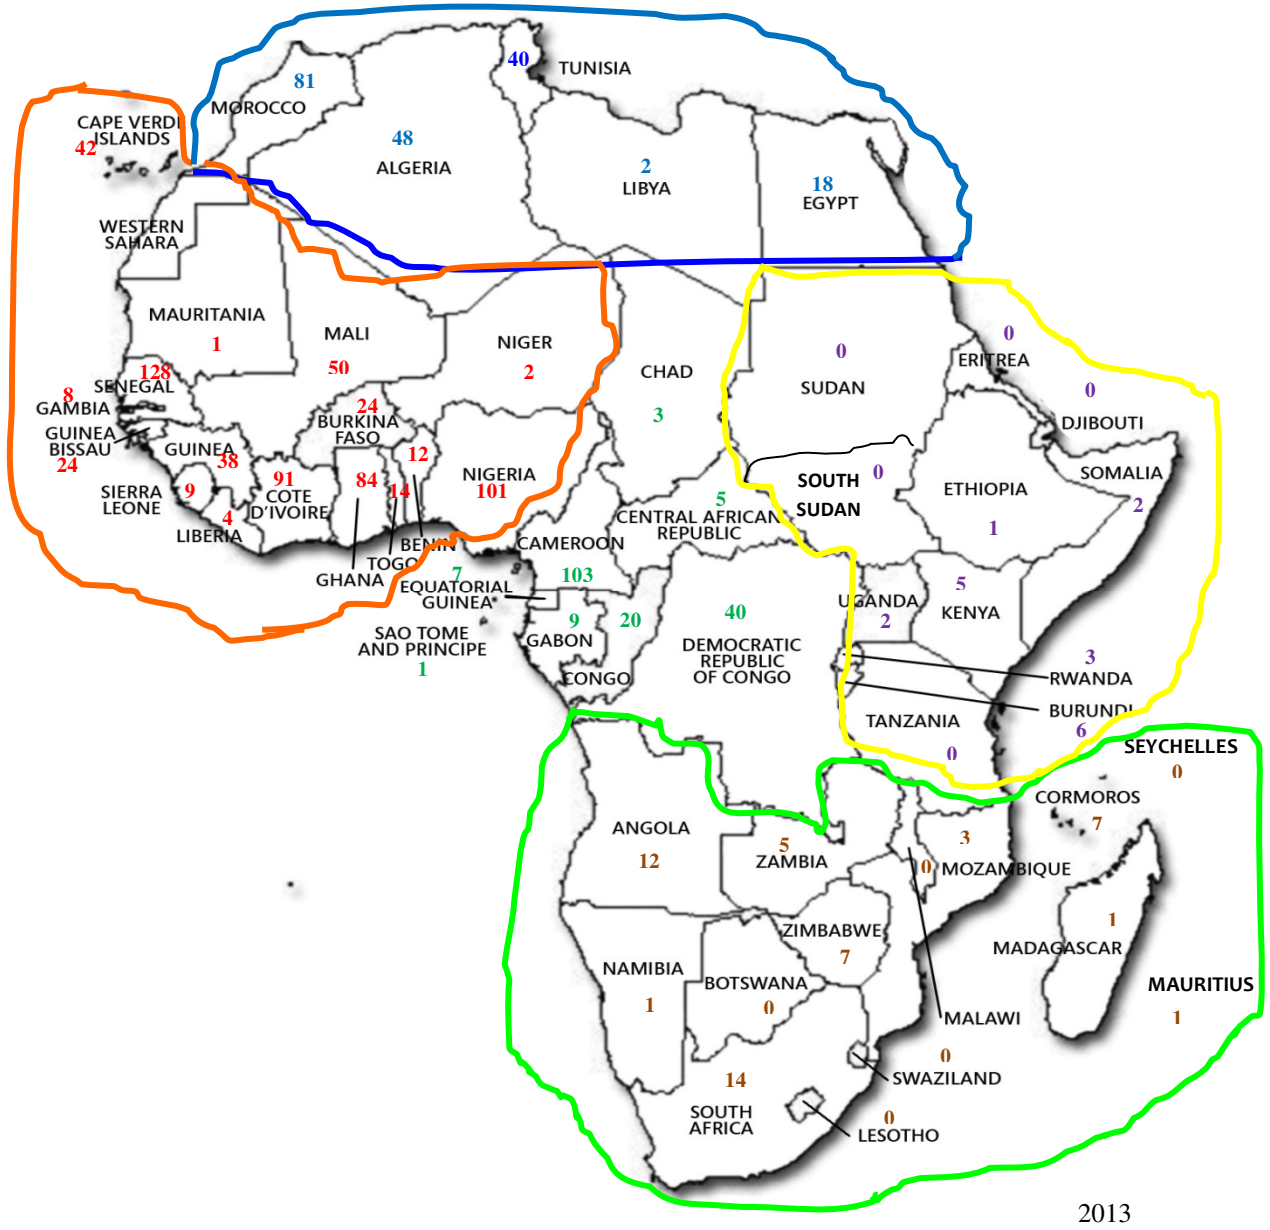 40
TUNISIA
81
MOROCCO
CAPE VERDI
ISLANDS
42
48
ALGERIA
2
LIBYA
18
EGYPT
WESTERN
SAHARA
MAURITANIA
1
MALI
50
NIGER
2
CHAD
3
0
SUDAN
0
ERITREA
0
DJIBOUTI
128
SENEGAL
8
GAMBIA
GUINEA
BISSAU
24
24
BURKINA
FASO
GUINEA
38
9
SIERRA
LEONE
4
LIBERIA
91
COTE
D'IVOIRE
84
GHANA
14
TOGO
12
BENIN
NIGERIA
101
SOUTH
SUDAN
0
ETHIOPIA
1
SOMALIA
2
5
CENTRAL AFRICAN
REPUBLIC
CAMEROON
103
7
EQUATORIAL
GUINEA
SAO TOME
AND PRINCIPE
1
9
GABON
20
CONGO
40
DEMOCRATIC
REPUBLIC
OF CONGO
UGANDA
2
5
KENYA
3
RWANDA
BURUNDI
6
TANZANIA
0
SEYCHELLES
0
CORMOROS
7
ANGOLA
12
5
ZAMBIA
3
MOZAMBIQUE
0
ZIMBABWE
7
1
MADAGASCAR
MAURITIUS
1
NAMIBIA
1
BOTSWANA
0
MALAWI
0
SWAZILAND
14
SOUTH
AFRICA
0
LESOTHO
2013